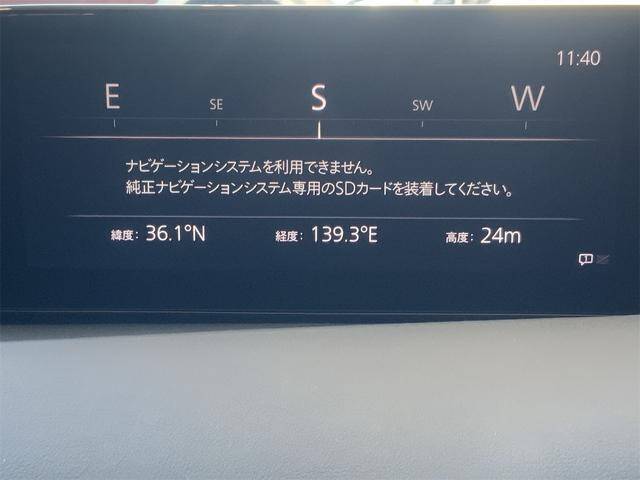 11:40
E SE S SW W
ナビゲーションシステムを利用できません。
純正ナビゲーションシステム専用のSDカードを装着してください。
緯度: 36.1°N 経度: 139.3°E 高度: 24m